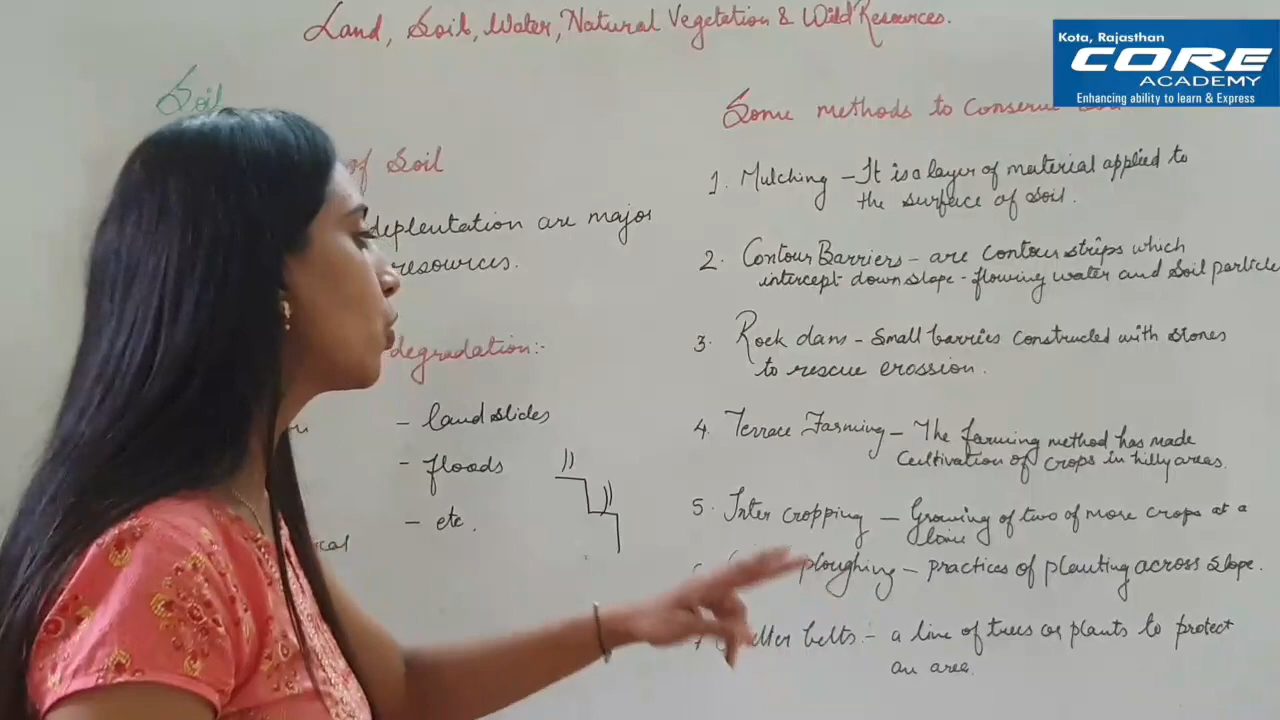 Land, Soil, Water, Natural Vegetation & Wild Resources.
Kota, Rajasthan
CORE
ACADEMY
Enhancing ability to learn & Express
Soil
of Soil
depleutation are major
resources.
degradation:-
- landslides
- floods
- etc.
Some methods to conserve
1. Mulching - It is a layer of material applied to
the surface of soil.
2. Contour Barriers - are contour strips which
intercept down slope - flowing water and soil particle
3. Rock dams - Small barries constructed with stones
to rescue erossion.
4. Terrace Farming - The farming method has made
Cultivation of crops in hilly areas.
5. Inter cropping - Growing of two of more crops at a
time
ploughing - practices of planting across slope.
belts:- a line of trees or plants to protect
an area.